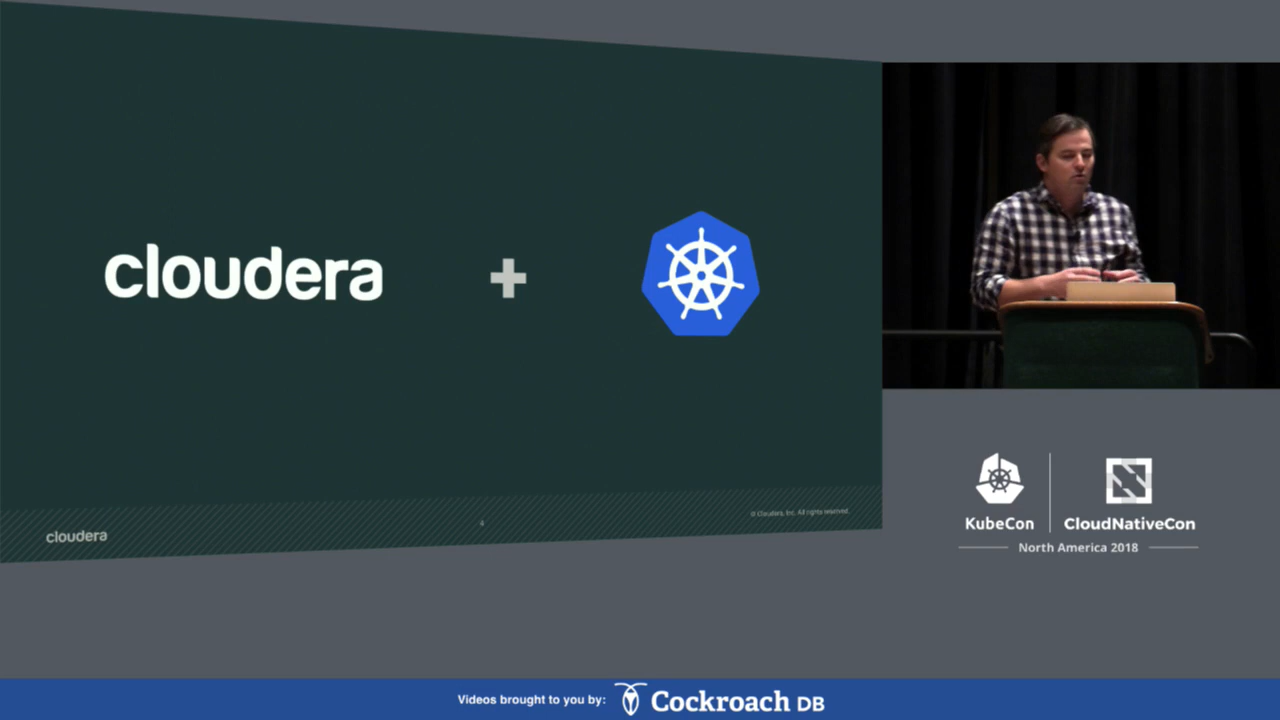 cloudera +
cloudera
4
© Cloudera, Inc. All rights reserved.
KubeCon
CloudNativeCon
North America 2018
Videos brought to you by: Cockroach DB